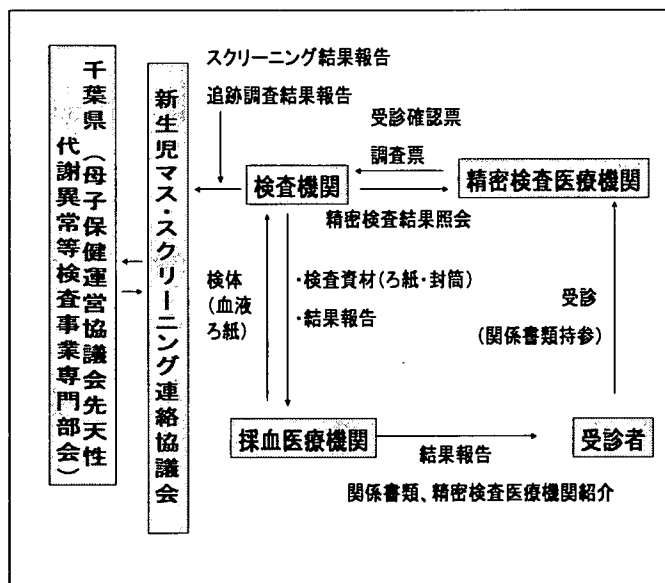 千葉県（母子保健運営協議会先天性
代謝異常等検査事業専門部会）
新生児マス・スクリーニング連絡協議会
スクリーニング結果報告
追跡調査結果報告
受診確認票
調査票
検査機関
精密検査医療機関
精密検査結果照会
検体
（血液
ろ紙）
・検査資材（ろ紙・封筒）
・結果報告
受診
（関係書類持参）
採血医療機関
受診者
結果報告
関係書類、精密検査医療機関紹介